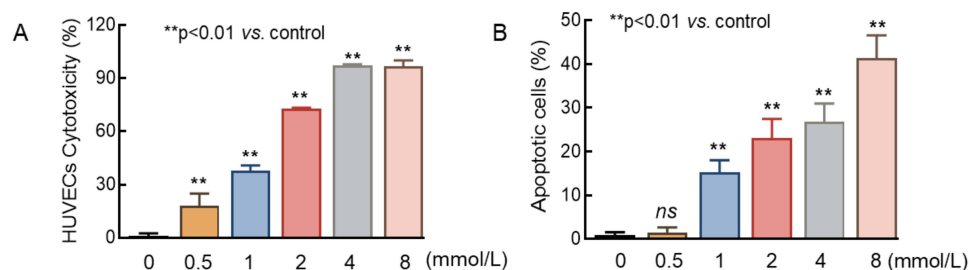 A
HUVECs Cytotoxicity (%)
120
90
60
30
0
**p<0.01 vs. control
**
**
**
**
**
0 0.5 1 2 4 8 (mmol/L)
B
Apoptotic cells (%)
50
40
30
20
10
0
**p<0.01 vs. control
ns
**
**
**
**
0 0.5 1 2 4 8 (mmol/L)